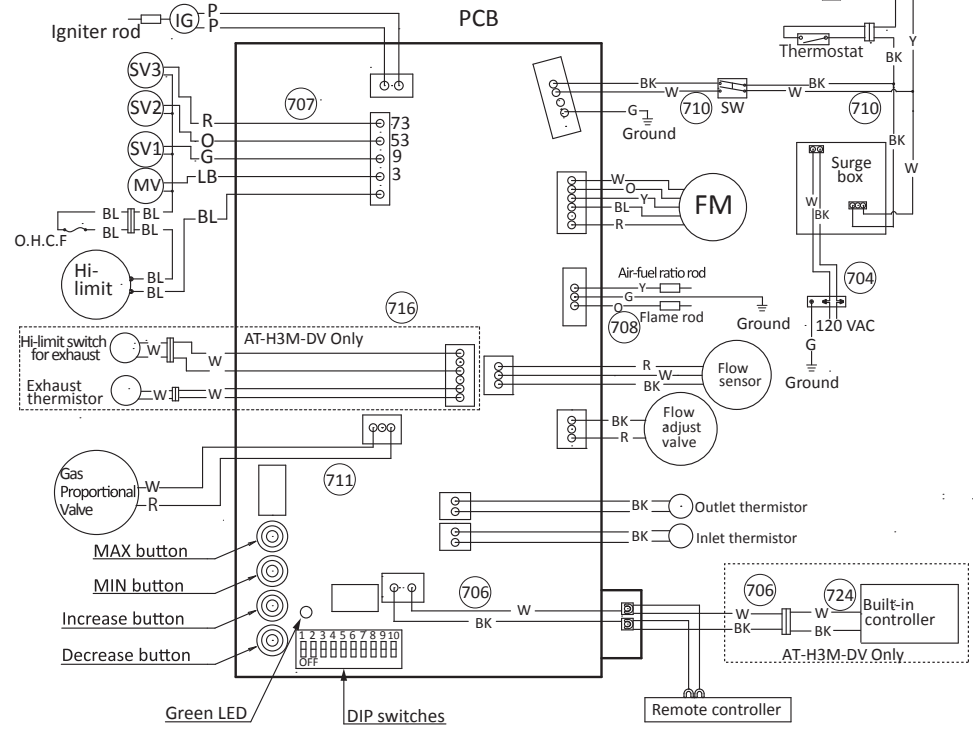 PCB
Igniter rod
IG
P
P
SV3
SV2
SV1
MV
707
R
O
G
LB
BL
73
53
9
3
BL
BL
BL
BL
O.H.C.F
Hi-
limit
BL
BL
Thermostat
BK
Y
BK
W
710
SW
BK
W
710
G
Ground
BK
W
Surge
box
W
BK
704
120 VAC
G
Ground
W
O
Y
BL
R
FM
Air-fuel ratio rod
Y
G
O
708
Flame rod
Ground
716
AT-H3M-DV Only
Hi-limit switch
for exhaust
W
W
Exhaust
thermistor
W
W
R
W
BK
Flow
sensor
BK
R
Flow
adjust
valve
Gas
Proportional
Valve
W
R
711
BK
Outlet thermistor
BK
Inlet thermistor
MAX button
MIN button
Increase button
Decrease button
706
W
BK
1 2 3 4 5 6 7 8 9 10
OFF
Green LED
DIP switches
706
724
W
BK
W
BK
Built-in
controller
AT-H3M-DV Only
Remote controller